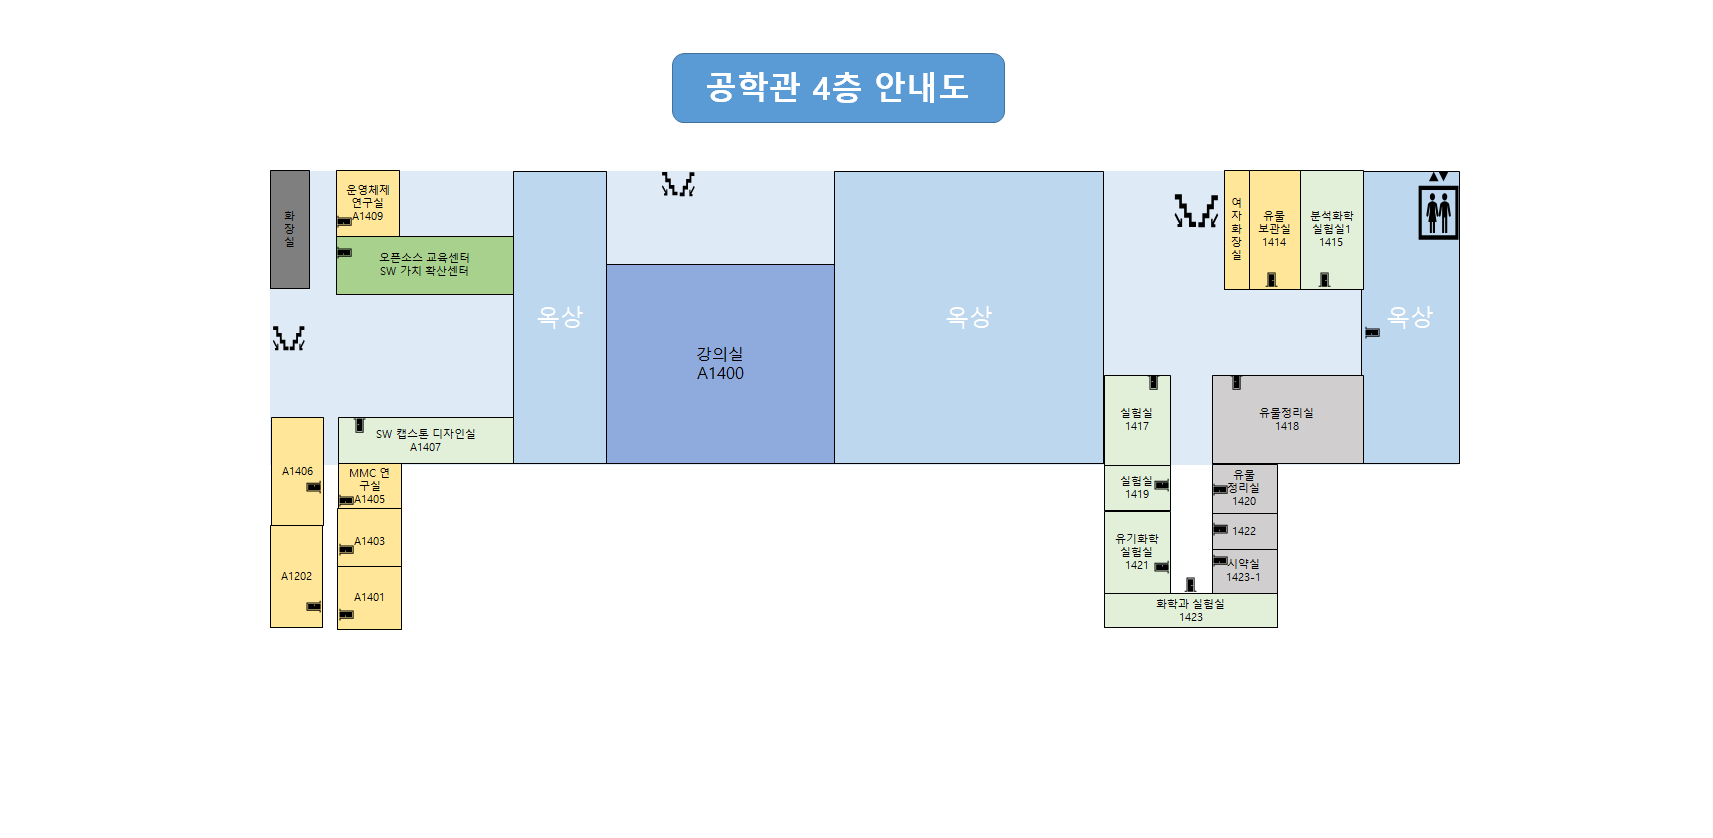 공학관 4층 안내도
화
장
실
운영체제
연구실
A1409
오픈소스 교육센터
SW 가치 확산센터
옥상
강의실
A1400
옥상
여
자
화
장
실
유물
보관실
1414
분석화학
실험실1
1415
옥상
A1406
SW 캡스톤 디자인실
A1407
MMC 연
구실
A1405
A1403
A1202
A1401
실험실
1417
유물정리실
1418
실험실
1419
유물
정리실
1420
유기화학
실험실
1421
1422
시약실
1423-1
화학과 실험실
1423